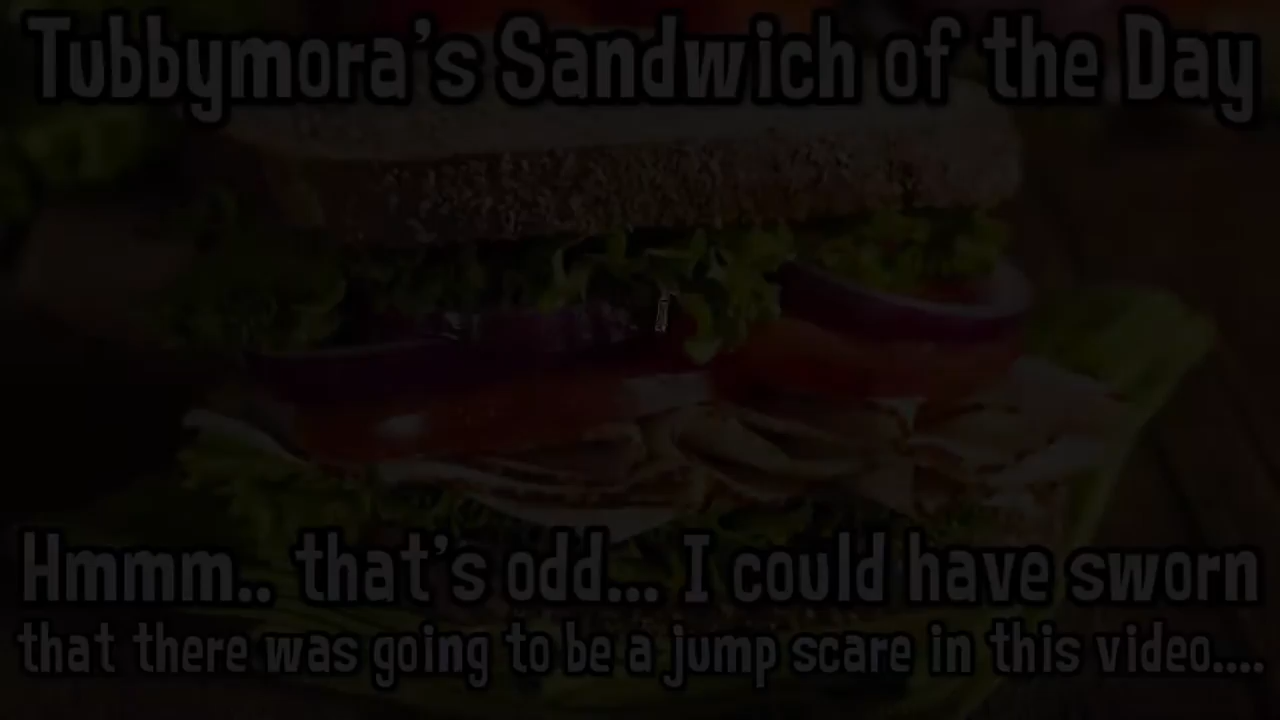 Tubbymora's Sandwich of the Day
Hmmm.. that's odd... I could have sworn
that there was going to be a jump scare in this video....